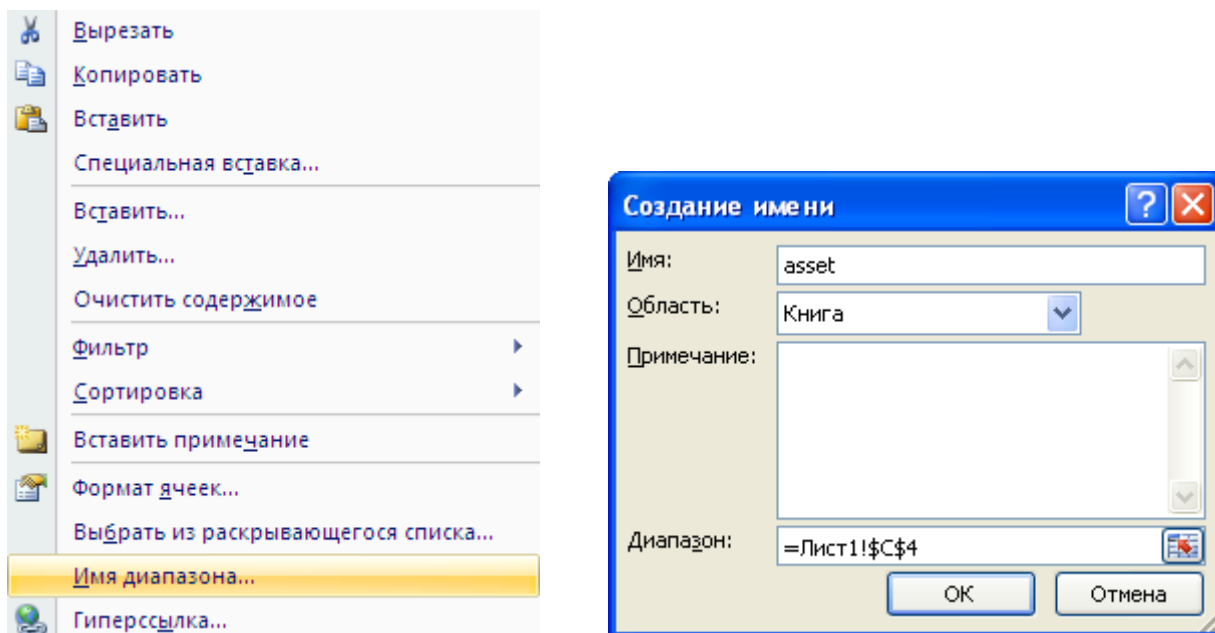 Вырезать
Копировать
Вставить
Специальная вставка...
Вставить...
Удалить...
Очистить содержимое
Фильтр
Сортировка
Вставить примечание
Формат ячеек...
Выбрать из раскрывающегося списка...
Имя диапазона...
Гиперссылка...
Создание имени
Имя: asset
Область: Книга
Примечание:
Диапазон: =Лист1!$C$4
ОК Отмена